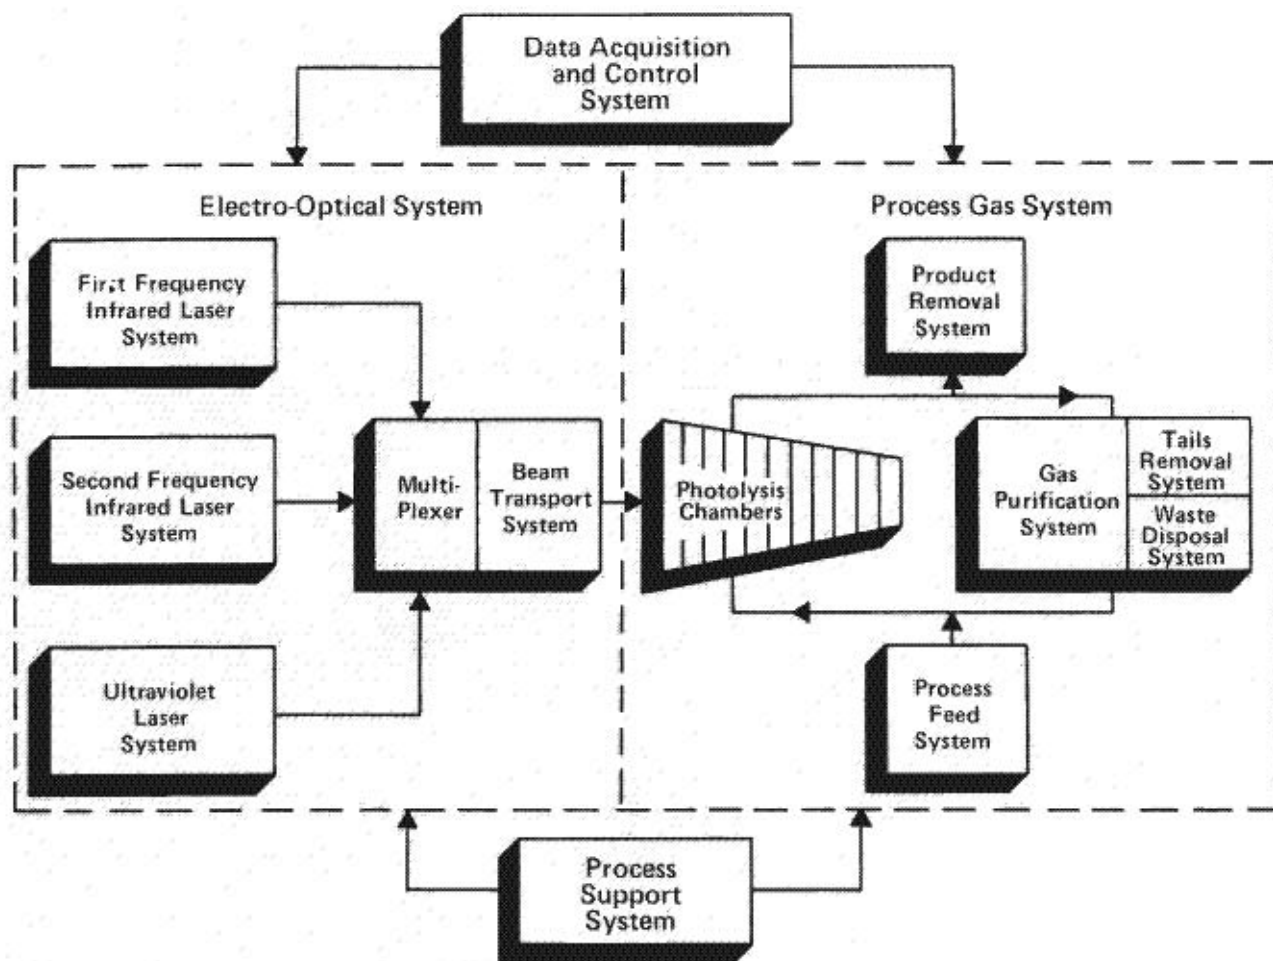 Data Acquisition
and Control
System
Electro-Optical System
Process Gas System
First Frequency
Infrared Laser
System
Second Frequency
Infrared Laser
System
Ultraviolet
Laser
System
Multi-
Plexer
Beam
Transport
System
Photolysis
Chambers
Product
Removal
System
Gas
Purification
System
Tails
Removal
System
Waste
Disposal
System
Process
Feed
System
Process
Support
System